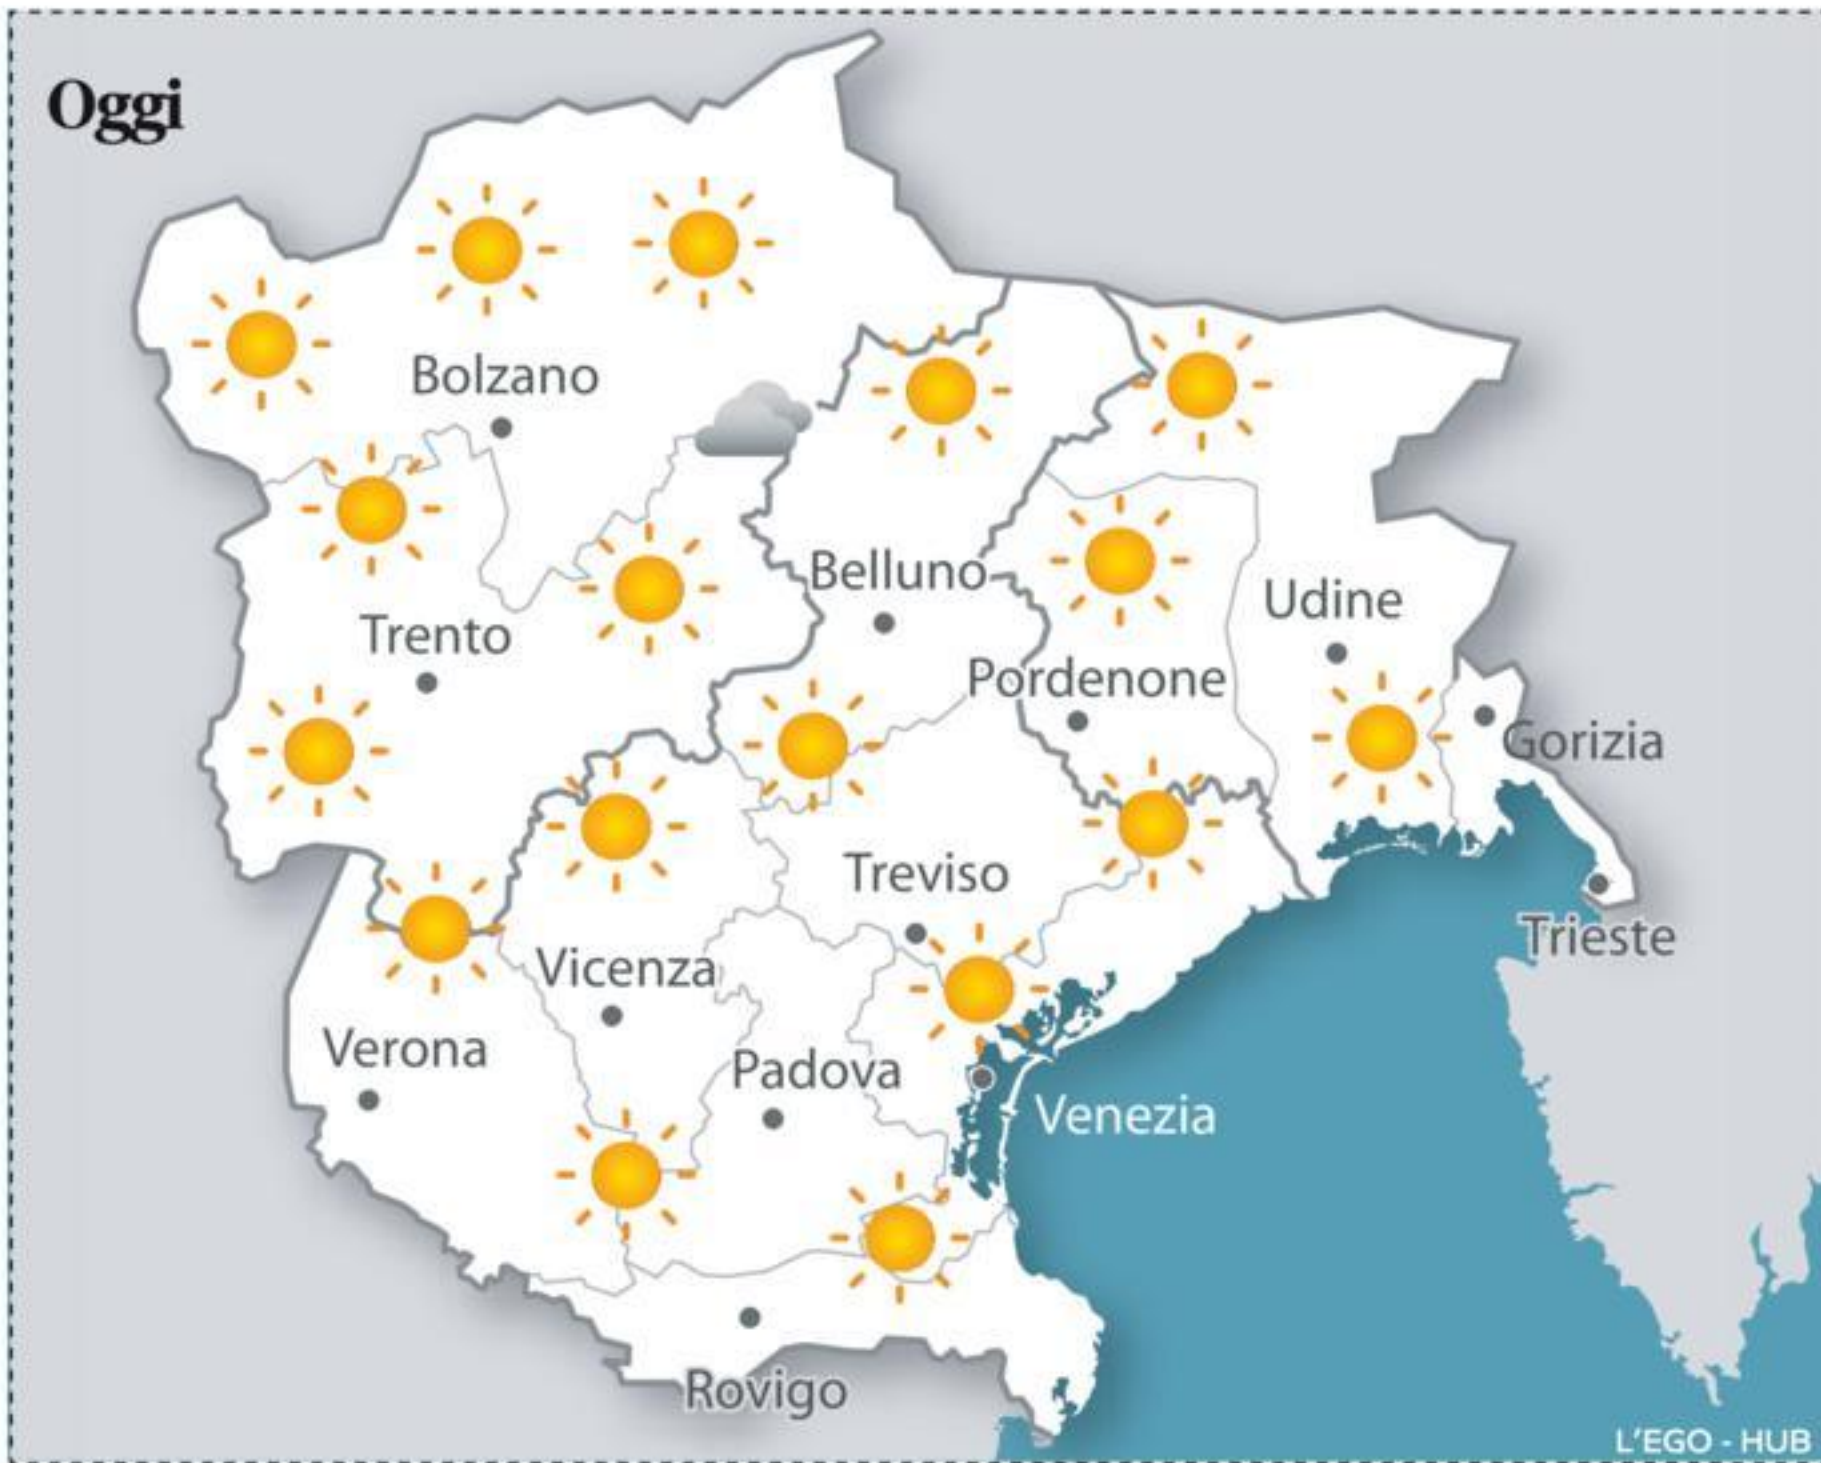 Oggi
Bolzano
Belluno
Udine
Trento
Pordenone
Gorizia
Treviso
Trieste
Vicenza
Verona
Padova
Venezia
Rovigo
L'EGO - HUB